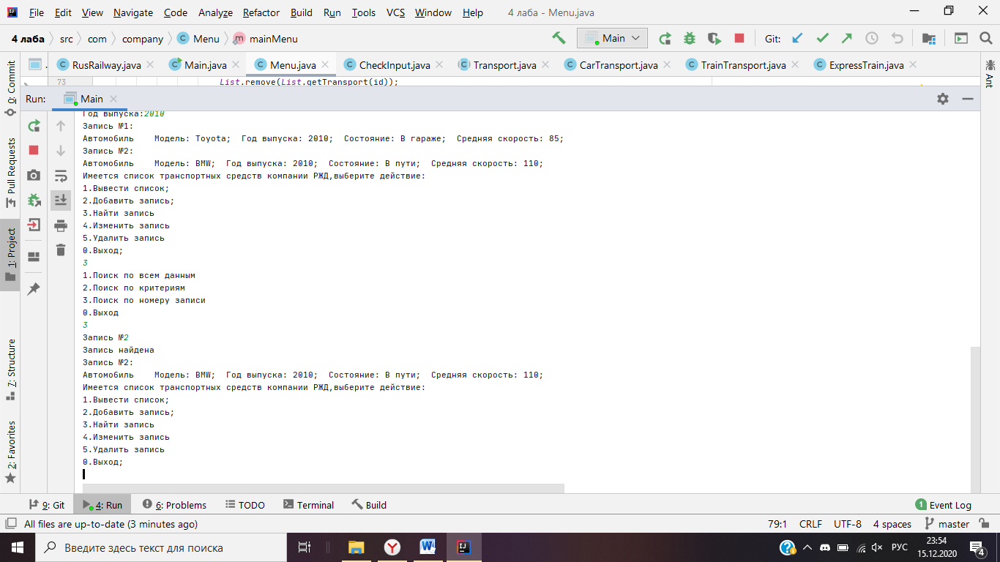 File Edit View Navigate Code Analyze Refactor Build Run Tools VCS Window Help 4 лаба - Menu.java
4 лаба src com company Menu mainMenu Main Git:
RusRailway.java Main.java Menu.java CheckInput.java Transport.java CarTransport.java TrainTransport.java ExpressTrain.java
73 List.remove(List.getTransport(id));
Run: Main
0: Commit
Pull Requests
1: Project
7: Structure
2: Favorites
Ant
Год выпуска:2010
Запись №1:
Автомобиль Модель: Toyota; Год выпуска: 2010; Состояние: В гараже; Средняя скорость: 85;
Запись №2:
Автомобиль Модель: BMW; Год выпуска: 2010; Состояние: В пути; Средняя скорость: 110;
Имеется список транспортных средств компании РЖД,выберите действие:
1.Вывести список;
2.Добавить запись;
3.Найти запись
4.Изменить запись
5.Удалить запись
0.Выход;
3
1.Поиск по всем данным
2.Поиск по критериям
3.Поиск по номеру записи
0.Выход
3
Запись №2
Запись найдена
Запись №2:
Автомобиль Модель: BMW; Год выпуска: 2010; Состояние: В пути; Средняя скорость: 110;
Имеется список транспортных средств компании РЖД,выберите действие:
1.Вывести список;
2.Добавить запись;
3.Найти запись
4.Изменить запись
5.Удалить запись
0.Выход;
9: Git 4: Run 6: Problems TODO Terminal Build 1 Event Log
All files are up-to-date (3 minutes ago) 79:1 CRLF UTF-8 4 spaces master
Введите здесь текст для поиска РУС 23:54
15.12.2020 4